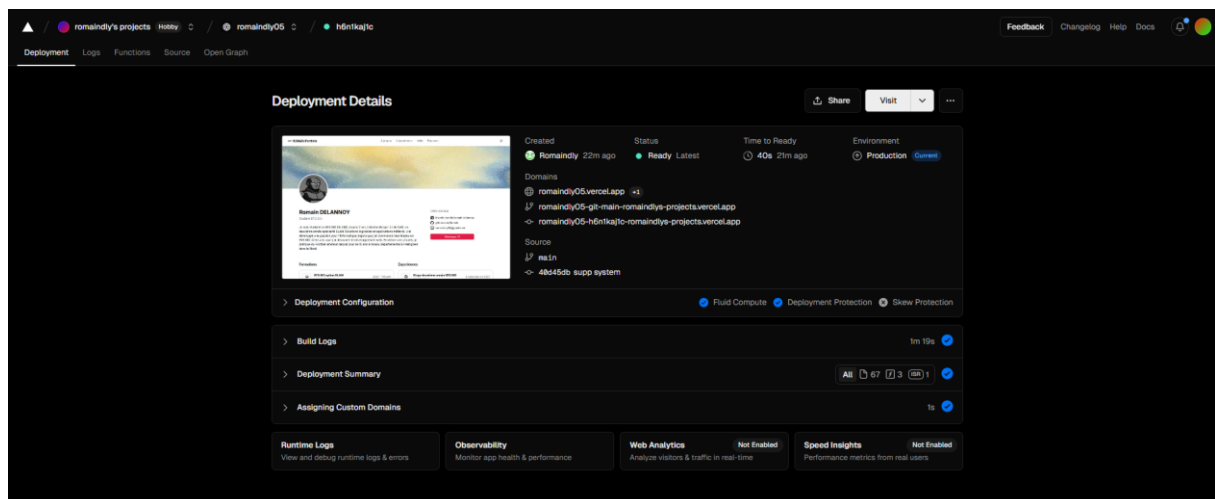 romaindly's projects Hobby romaindly05 h6n1kaj1c Feedback Changelog Help Docs
Deployment Logs Functions Source Open Graph
Deployment Details Share Visit
Created Status Time to Ready Environment
Romaindly 22m ago Ready Latest 40s 21m ago Production Current
Domains
romaindly05.vercel.app +1
romaindly05-git-main-romaindlys-projects.vercel.app
romaindly05-h6n1kaj1c-romaindlys-projects.vercel.app
Source
main
40d45db supp system
Romain DELANNOY
Formations Expériences
Deployment Configuration Fluid Compute Deployment Protection Skew Protection
Build Logs 1m 19s
Deployment Summary All 67 3 ISR 1
Assigning Custom Domains 1s
Runtime Logs Observability Web Analytics Not Enabled Speed Insights Not Enabled
View and debug runtime logs & errors Monitor app health & performance Analyze visitors & traffic in real-time Performance metrics from real users